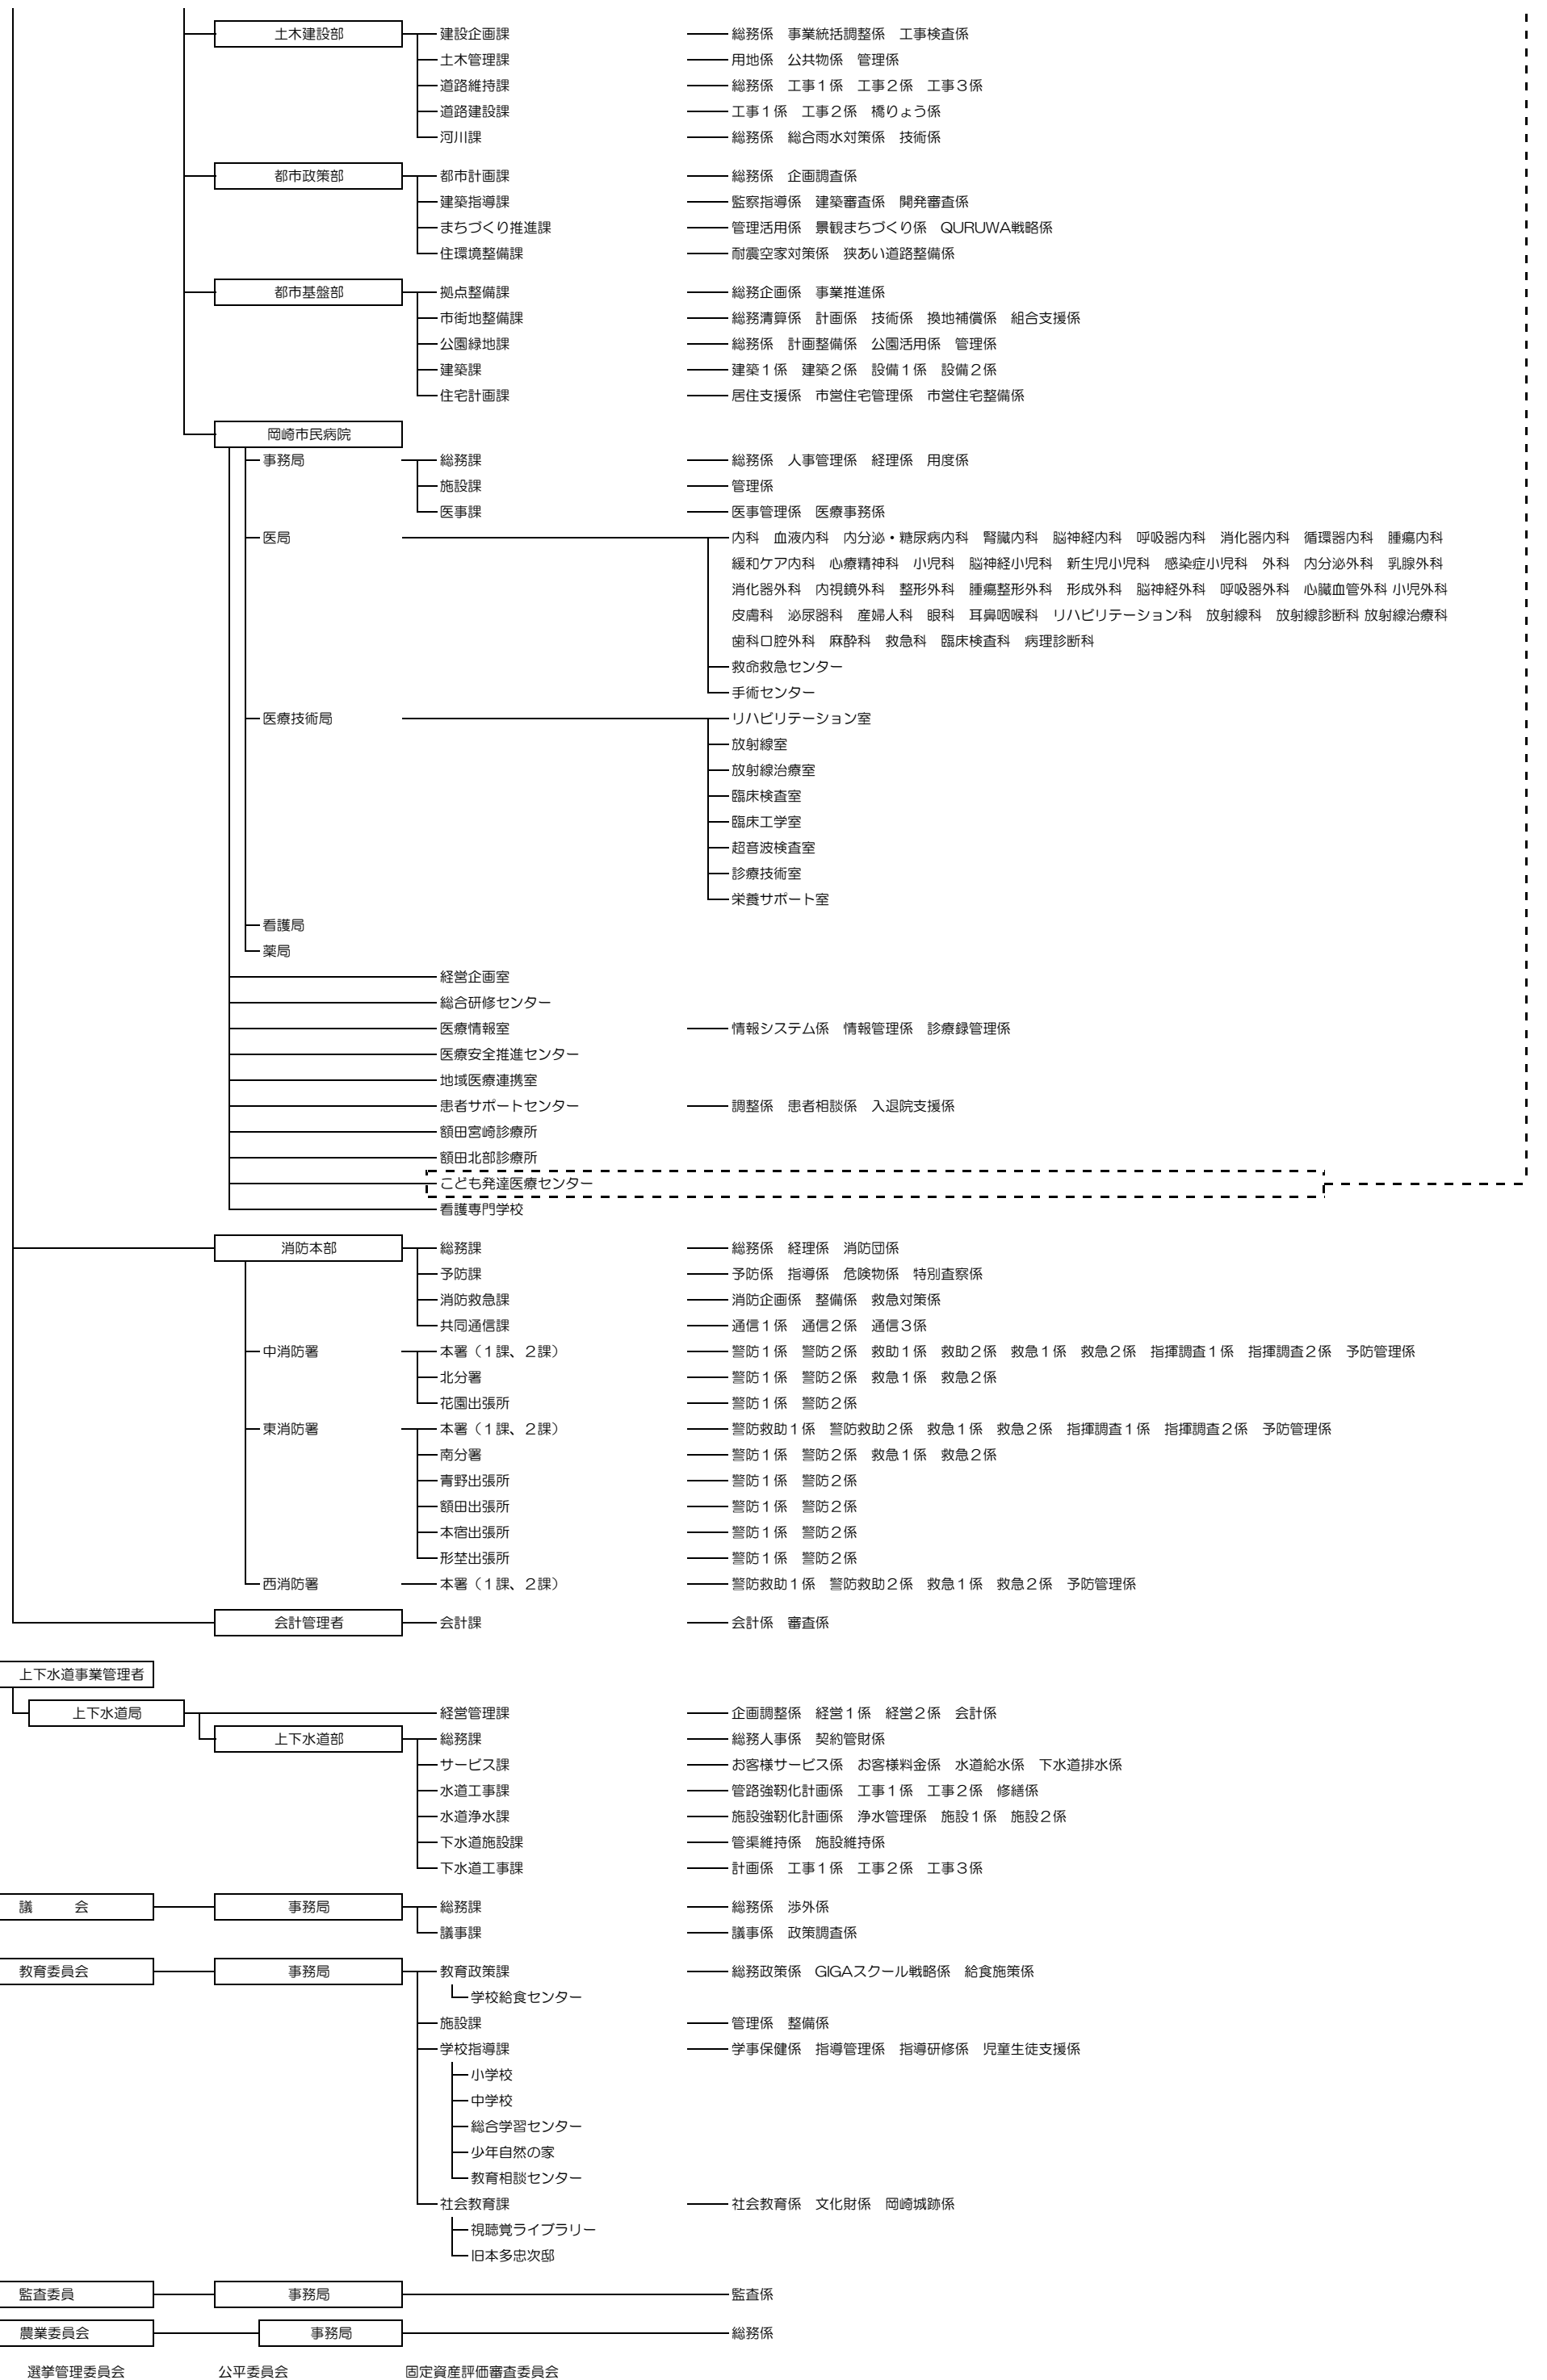 土木建設部　建設企画課　総務係　事業統括調整係　工事検査係
土木管理課　用地係　公共物係　管理係
道路維持課　総務係　工事１係　工事２係　工事３係
道路建設課　工事１係　工事２係　橋りょう係
河川課　総務係　総合雨水対策係　技術係
都市政策部　都市計画課　総務係　企画調査係
建築指導課　監察指導係　建築審査係　開発審査係
まちづくり推進課　管理活用係　景観まちづくり係　QURUWA戦略係
住環境整備課　耐震空家対策係　狭あい道路整備係
都市基盤部　拠点整備課　総務企画係　事業推進係
市街地整備課　総務清算係　計画係　技術係　換地補償係　組合支援係
公園緑地課　総務係　計画整備係　公園活用係　管理係
建築課　建築１係　建築２係　設備１係　設備２係
住宅計画課　居住支援係　市営住宅管理係　市営住宅整備係
岡崎市民病院
事務局　総務課　総務係　人事管理係　経理係　用度係
施設課　管理係
医事課　医事管理係　医療事務係
医局　内科　血液内科　内分泌・糖尿病内科　腎臓内科　脳神経内科　呼吸器内科　消化器内科　循環器内科　腫瘍内科
緩和ケア内科　心療精神科　小児科　脳神経小児科　新生児小児科　感染症小児科　外科　内分泌外科　乳腺外科
消化器外科　内視鏡外科　整形外科　腫瘍整形外科　形成外科　脳神経外科　呼吸器外科　心臓血管外科 小児外科
皮膚科　泌尿器科　産婦人科　眼科　耳鼻咽喉科　リハビリテーション科　放射線科　放射線診断科 放射線治療科
歯科口腔外科　麻酔科　救急科　臨床検査科　病理診断科
救命救急センター
手術センター
医療技術局　リハビリテーション室
放射線室
放射線治療室
臨床検査室
臨床工学室
超音波検査室
診療技術室
栄養サポート室
看護局
薬局
経営企画室
総合研修センター
医療情報室　情報システム係　情報管理係　診療録管理係
医療安全推進センター
地域医療連携室
患者サポートセンター　調整係　患者相談係　入退院支援係
額田宮崎診療所
額田北部診療所
こども発達医療センター
看護専門学校
消防本部　総務課　総務係　経理係　消防団係
予防課　予防係　指導係　危険物係　特別査察係
消防救急課　消防企画係　整備係　救急対策係
共同通信課　通信１係　通信２係　通信３係
中消防署　本署（１課、２課）　警防１係　警防２係　救助１係　救助２係　救急１係　救急２係　指揮調査１係　指揮調査２係　予防管理係
北分署　警防１係　警防２係　救急１係　救急２係
花園出張所　警防１係　警防２係
東消防署　本署（１課、２課）　警防救助１係　警防救助２係　救急１係　救急２係　指揮調査１係　指揮調査２係　予防管理係
南分署　警防１係　警防２係　救急１係　救急２係
青野出張所　警防１係　警防２係
額田出張所　警防１係　警防２係
本宿出張所　警防１係　警防２係
形埜出張所　警防１係　警防２係
西消防署　本署（１課、２課）　警防救助１係　警防救助２係　救急１係　救急２係　予防管理係
会計管理者　会計課　会計係　審査係
上下水道事業管理者
上下水道局　経営管理課　企画調整係　経営１係　経営２係　会計係
上下水道部　総務課　総務人事係　契約管財係
サービス課　お客様サービス係　お客様料金係　水道給水係　下水道排水係
水道工事課　管路強靭化計画係　工事１係　工事２係　修繕係
水道浄水課　施設強靭化計画係　浄水管理係　施設１係　施設２係
下水道施設課　管渠維持係　施設維持係
下水道工事課　計画係　工事１係　工事２係　工事３係
議　会　事務局　総務課　総務係　渉外係
議事課　議事係　政策調査係
教育委員会　事務局　教育政策課　総務政策係　GIGAスクール戦略係　給食施策係
学校給食センター
施設課　管理係　整備係
学校指導課　学事保健係　指導管理係　指導研修係　児童生徒支援係
小学校
中学校
総合学習センター
少年自然の家
教育相談センター
社会教育課　社会教育係　文化財係　岡崎城跡係
視聴覚ライブラリー
旧本多忠次邸
監査委員　事務局　監査係
農業委員会　事務局　総務係
選挙管理委員会　公平委員会　固定資産評価審査委員会